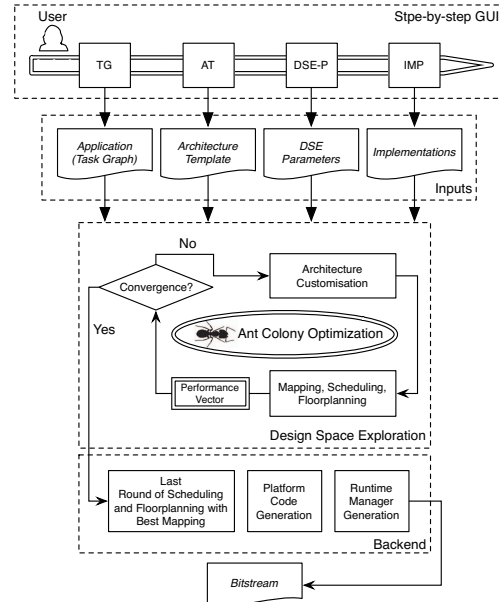 User
Stpe-by-step GUI
TG
AT
DSE-P
IMP
Application
(Task Graph)
Architecture
Template
DSE
Parameters
Implementations
Inputs
No
Convergence?
Architecture
Customisation
Yes
Ant Colony Optimization
Performance
Vector
Mapping, Scheduling,
Floorplanning
Design Space Exploration
Last
Round of Scheduling
and Floorplanning with
Best Mapping
Platform
Code
Generation
Runtime
Manager
Generation
Backend
Bitstream